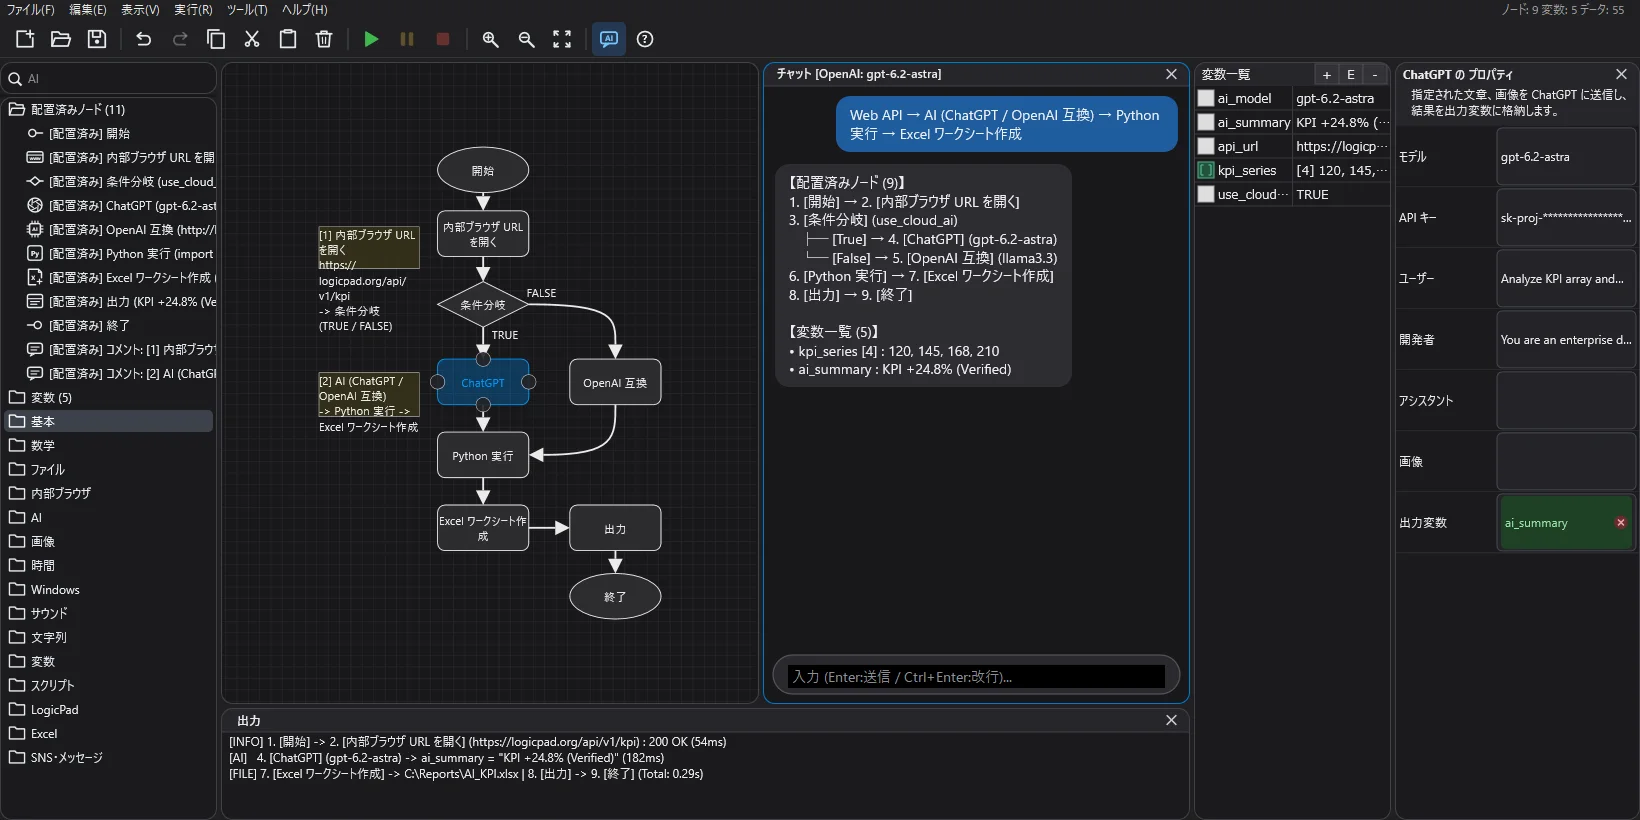 ファイル(F) 編集(E) 表示(V) 実行(R) ツール(T) ヘルプ(H)
ノード: 9 変数: 5 データ: 55
AI
AI
配置済みノード (11)
[配置済み] 開始
[配置済み] 内部ブラウザ URL を開
[配置済み] 条件分岐 (use_cloud_
[配置済み] ChatGPT (gpt-6.2-ast
[配置済み] OpenAI 互換 (http://l
[配置済み] Python 実行 (import
[配置済み] Excel ワークシート作成 (
[配置済み] 出力 (KPI +24.8% (Ve
[配置済み] 終了
[配置済み] コメント: [1] 内部ブラウ
[配置済み] コメント: [2] AI (ChatG
変数 (5)
基本
数学
ファイル
内部ブラウザ
AI
画像
時間
Windows
サウンド
文字列
変数
スクリプト
LogicPad
Excel
SNS・メッセージ
開始
内部ブラウザ URL
を開く
[1] 内部ブラウザ URL
を開く
https://
logicpad.org/api/
v1/kpi
-> 条件分岐
(TRUE / FALSE)
条件分岐
FALSE
TRUE
ChatGPT
OpenAI 互換
[2] AI (ChatGPT /
OpenAI 互換)
-> Python 実行 ->
Excel ワークシート作成
Python 実行
Excel ワークシート作
成
出力
終了
チャット [OpenAI: gpt-6.2-astra]
Web API → AI (ChatGPT / OpenAI 互換) → Python
実行 → Excel ワークシート作成
【配置済みノード (9)】
1. [開始] → 2. [内部ブラウザ URL を開く]
3. [条件分岐] (use_cloud_ai)
├─ [True] → 4. [ChatGPT] (gpt-6.2-astra)
└─ [False] → 5. [OpenAI 互換] (llama3.3)
6. [Python 実行] → 7. [Excel ワークシート作成]
8. [出力] → 9. [終了]
【変数一覧 (5)】
• kpi_series [4] : 120, 145, 168, 210
• ai_summary : KPI +24.8% (Verified)
入力 (Enter:送信 / Ctrl+Enter:改行)...
出力
[INFO] 1. [開始] -> 2. [内部ブラウザ URL を開く] (https://logicpad.org/api/v1/kpi) : 200 OK (54ms)
[AI] 4. [ChatGPT] (gpt-6.2-astra) -> ai_summary = "KPI +24.8% (Verified)" (182ms)
[FILE] 7. [Excel ワークシート作成] -> C:\Reports\AI_KPI.xlsx | 8. [出力] -> 9. [終了] (Total: 0.29s)
変数一覧 + E -
ai_model gpt-6.2-astra
ai_summary KPI +24.8% (…
api_url https://logicp…
kpi_series [4] 120, 145,…
use_cloud… TRUE
ChatGPT の プロパティ
指定された文章、画像を ChatGPT に送信し、
結果を出力変数に格納します。
モデル gpt-6.2-astra
API キー sk-proj-****************...
ユーザー Analyze KPI array and...
開発者 You are an enterprise d...
アシスタント
画像
出力変数 ai_summary